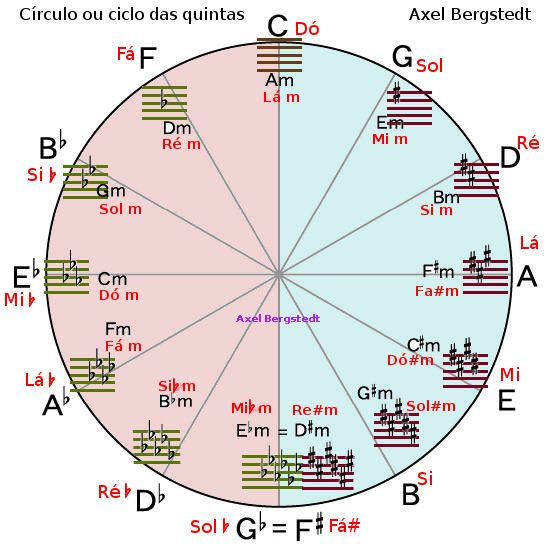 Círculo ou ciclo das quintas
Axel Bergstedt
C Dó
Am
Lá m
G Sol
Em
Mi m
D Ré
Bm
Si m
A Lá
F♯m
Fa#m
E Mi
C♯m
Dó#m
B Si
G♯m
Sol#m
Sol♭ G♭ = F♯ Fá#
Mi♭m Re#m
E♭m = D♯m
Ré♭ D♭
Si♭m
B♭m
Lá♭ A♭
Fm
Fá m
E♭
Mi♭
Cm
Dó m
B♭
Si♭
Gm
Sol m
Fá F
Dm
Ré m
Axel Bergstedt